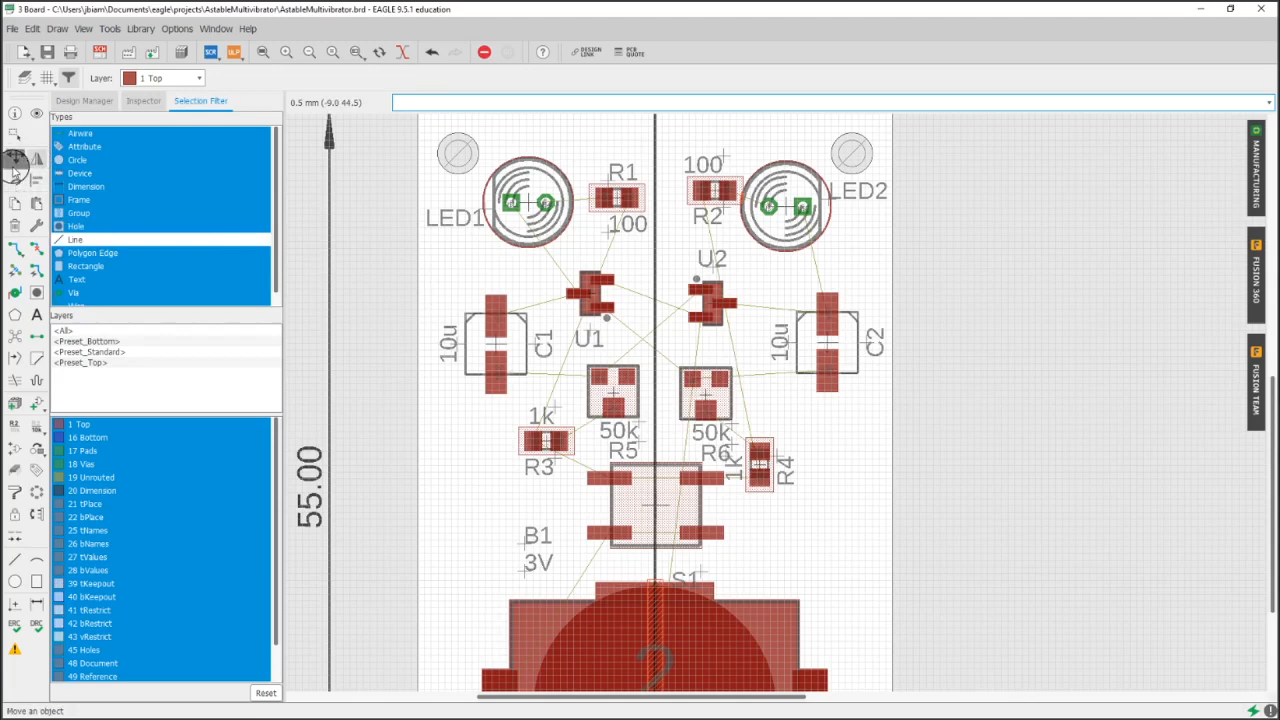 3 Board - C:\Users\jbiam\Documents\eagle\projects\AstableMultivibrator\AstableMultivibrator.brd - EAGLE 9.5.1 education
File Edit Draw View Tools Library Options Window Help
SCH SCR ULP DESIGN LINK PCB QUOTE
Layer: 1 Top
Design Manager Inspector Selection Filter
0.5 mm (-9.0 44.5)
Types
Airwire
Attribute
Circle
Device
Dimension
Frame
Group
Hole
Line
Polygon Edge
Rectangle
Text
Via
Layers
<All>
<Preset_Bottom>
<Preset_Standard>
<Preset_Top>
1 Top
16 Bottom
17 Pads
18 Vias
19 Unrouted
20 Dimension
21 tPlace
22 bPlace
25 tNames
26 bNames
27 tValues
28 bValues
39 tKeepout
40 bKeepout
41 tRestrict
42 bRestrict
43 vRestrict
45 Holes
48 Document
49 Reference
Reset
ERC DRC
Move an object
55.00
LED1
R1
100
100
R2
LED2
U1
U2
10u
C1
10u
C2
1k
R3
50k
R5
50k
R6
1k
R4
B1
3V
S1
MANUFACTURING
FUSION 360
FUSION TEAM